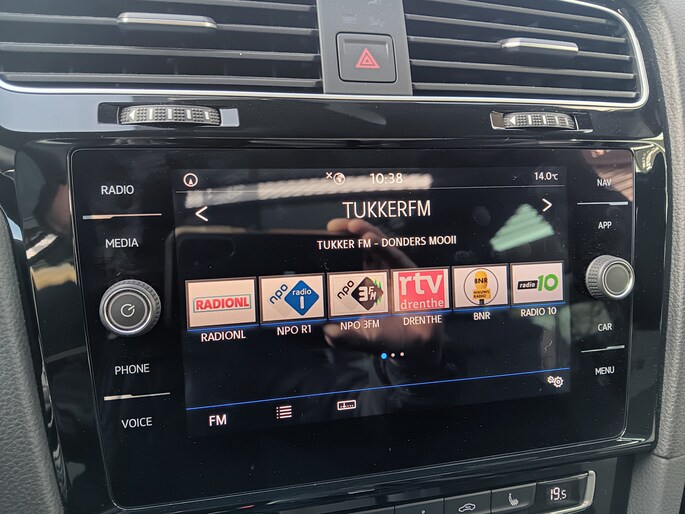 RADIO
MEDIA
PHONE
VOICE
10:38
14.0°C
TUKKERFM
TUKKER FM - DONDERS MOOII
RADIONL
npo radio 1
npo 3FM
rtv drenthe
BNR NIEUWS RADIO
radio 10
RADIONL
NPO R1
NPO 3FM
DRENTHE
BNR
RADIO 10
FM
NAV
APP
CAR
MENU
19.5